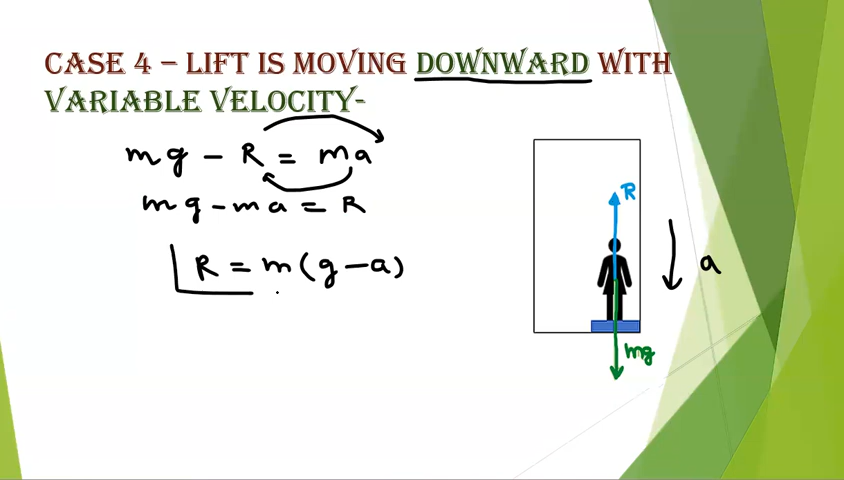 CASE 4 – LIFT IS MOVING DOWNWARD WITH
VARIABLE VELOCITY-
mg - R = ma
mg - ma = R
R = m(g-a)
R
a
mg